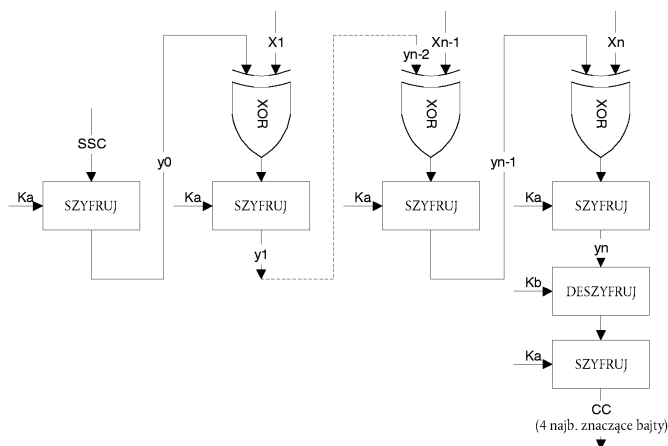 X1
Xn-1
Xn
yn-2
XOR
XOR
XOR
SSC
y0
yn-1
Ka
SZYFRUJ
Ka
SZYFRUJ
Ka
SZYFRUJ
Ka
SZYFRUJ
y1
yn
Kb
DESZYFRUJ
Ka
SZYFRUJ
CC
(4 najb. znaczące bajty)